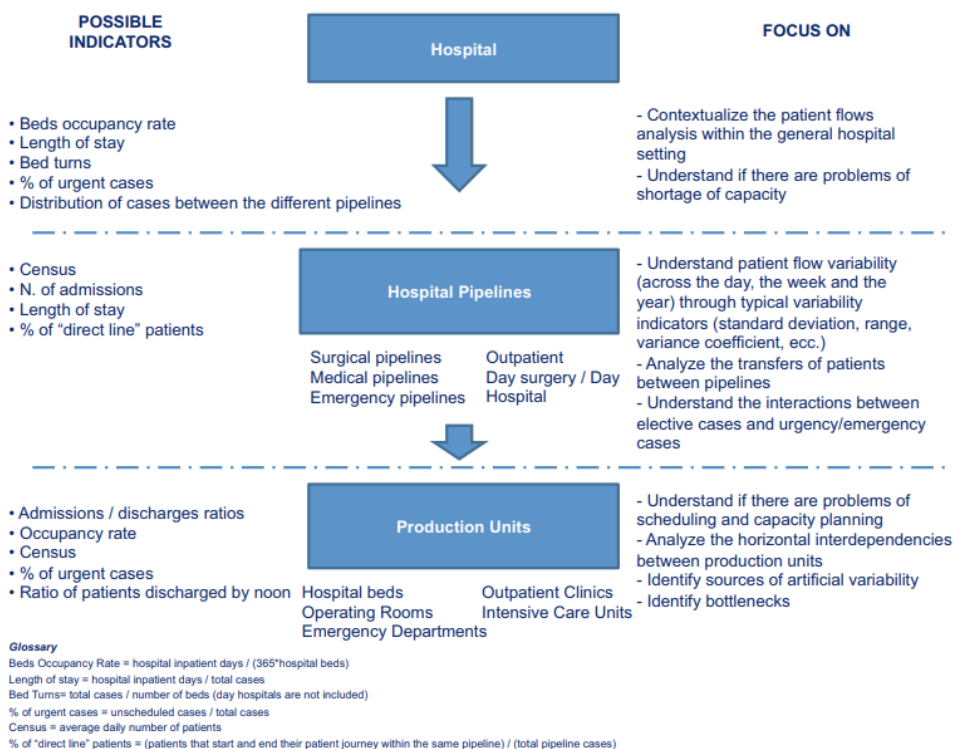 POSSIBLE
INDICATORS
Hospital
FOCUS ON
• Beds occupancy rate
• Length of stay
• Bed turns
• % of urgent cases
• Distribution of cases between the different pipelines
- Contextualize the patient flows
analysis within the general hospital
setting
- Understand if there are problems of
shortage of capacity
• Census
• N. of admissions
• Length of stay
• % of “direct line” patients
Hospital Pipelines
Surgical pipelines
Medical pipelines
Emergency pipelines
Outpatient
Day surgery / Day
Hospital
- Understand patient flow variability
(across the day, the week and the
year) through typical variability
indicators (standard deviation, range,
variance coefficient, ecc.)
- Analyze the transfers of patients
between pipelines
- Understand the interactions between
elective cases and urgency/emergency
cases
• Admissions / discharges ratios
• Occupancy rate
• Census
• % of urgent cases
• Ratio of patients discharged by noon
Production Units
Hospital beds
Operating Rooms
Emergency Departments
Outpatient Clinics
Intensive Care Units
- Understand if there are problems of
scheduling and capacity planning
- Analyze the horizontal interdependencies
between production units
- Identify sources of artificial variability
- Identify bottlenecks
Glossary
Beds Occupancy Rate = hospital inpatient days / (365*hospital beds)
Length of stay = hospital inpatient days / total cases
Bed Turns= total cases / number of beds (day hospitals are not included)
% of urgent cases = unscheduled cases / total cases
Census = average daily number of patients
% of “direct line” patients = (patients that start and end their patient journey within the same pipeline) / (total pipeline cases)